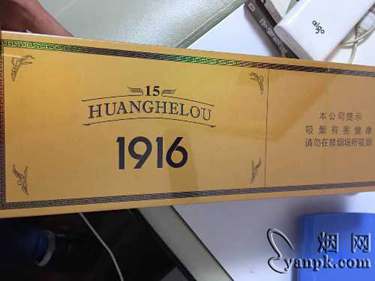 15
HUANGHELOU
1916
本公司提示
吸烟有害健康
请勿在禁烟场所吸烟
烟网
yanpk.com